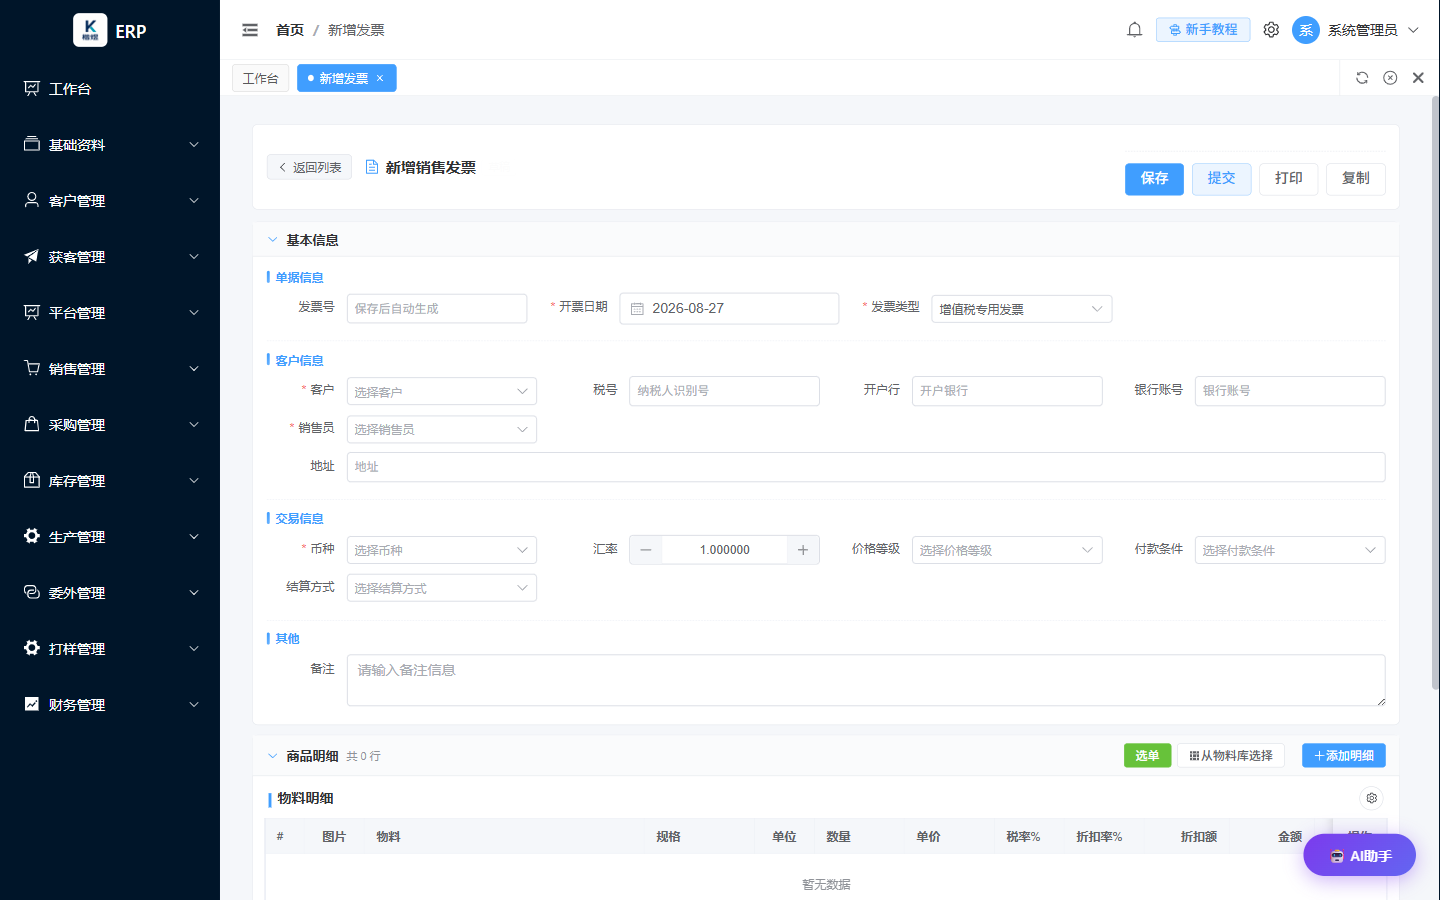 K
ERP
首页 / 新增发票
新手教程
系 系统管理员
工作台
新增发票 ×
工作台
基础资料
客户管理
获客管理
平台管理
销售管理
采购管理
库存管理
生产管理
委外管理
打样管理
财务管理
返回列表
新增销售发票
保存
提交
打印
复制
基本信息
单据信息
发票号 保存后自动生成
* 开票日期 2026-08-27
* 发票类型 增值税专用发票
客户信息
* 客户 选择客户
税号 纳税人识别号
开户行 开户银行
银行账号 银行账号
* 销售员 选择销售员
地址 地址
交易信息
* 币种 选择币种
汇率 1.000000
价格等级 选择价格等级
付款条件 选择付款条件
结算方式 选择结算方式
其他
备注 请输入备注信息
商品明细 共 0 行
选单
从物料库选择
添加明细
物料明细
# 图片 物料 规格 单位 数量 单价 税率% 折扣率% 折扣额 金额 操作
暂无数据
AI助手